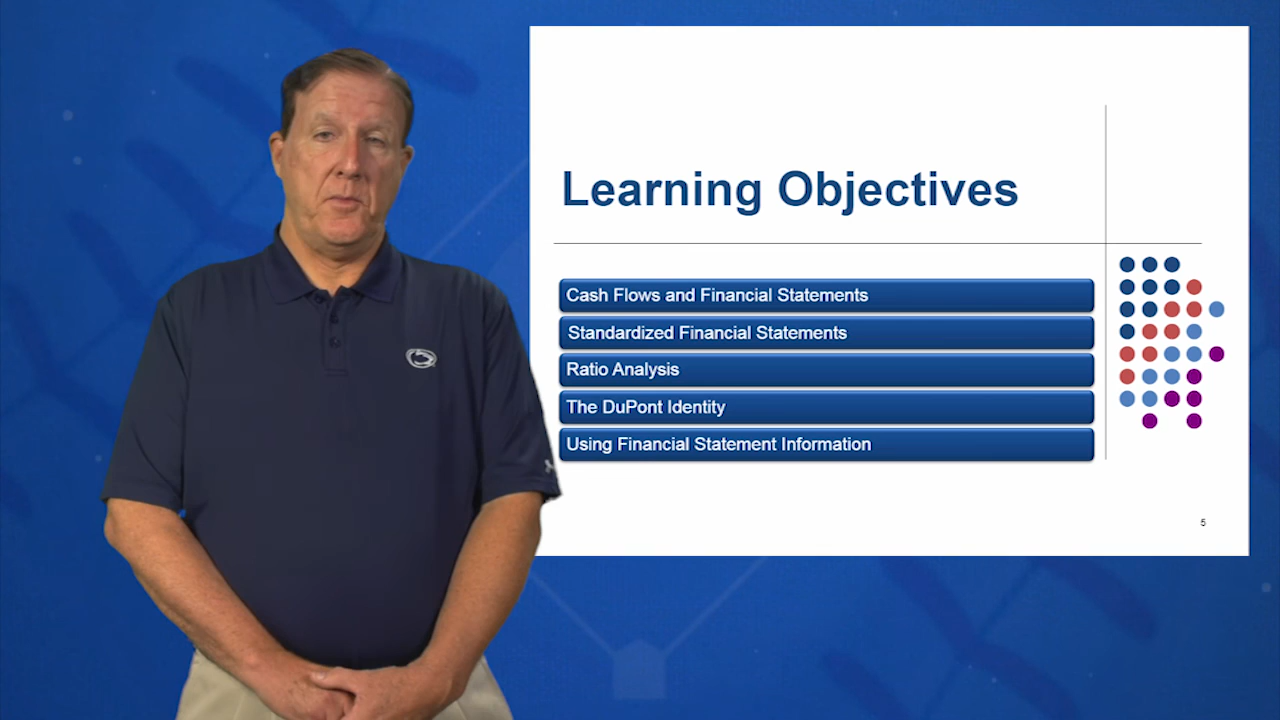 Learning Objectives
Cash Flows and Financial Statements
Standardized Financial Statements
Ratio Analysis
The DuPont Identity
Using Financial Statement Information
5